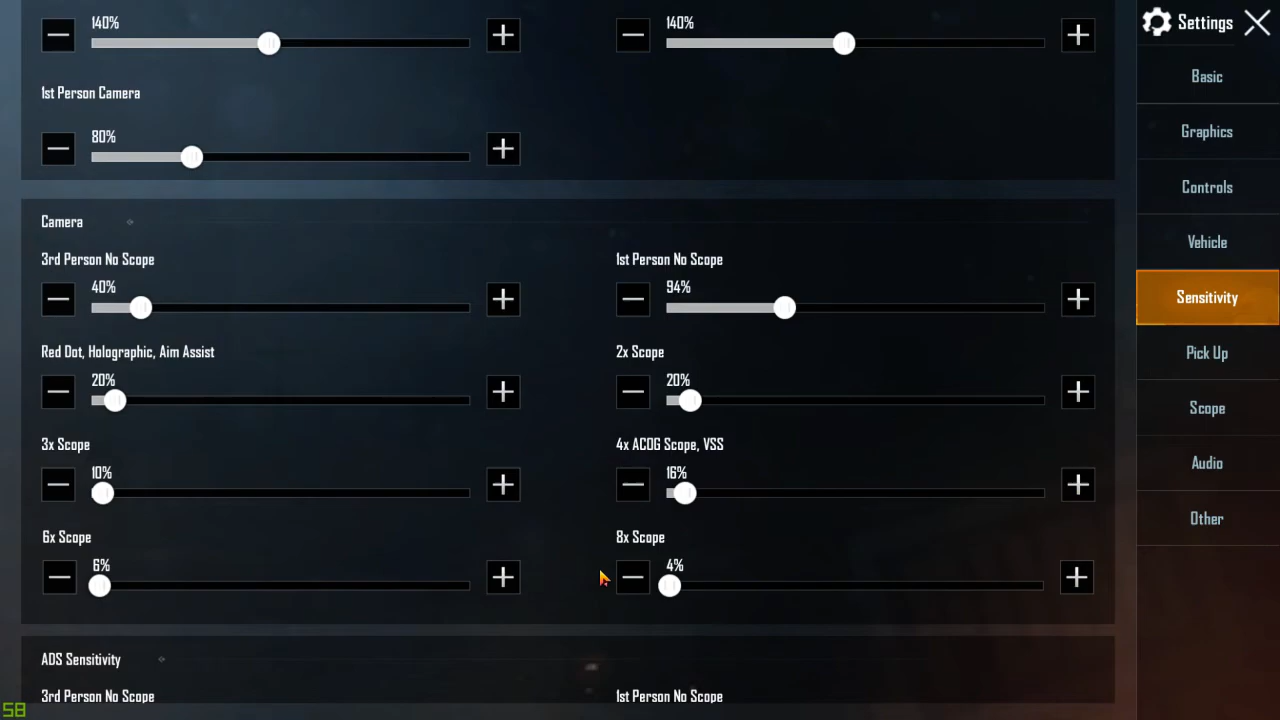 140%
140%
1st Person Camera
80%
Camera
3rd Person No Scope
1st Person No Scope
40%
94%
Red Dot, Holographic, Aim Assist
2x Scope
20%
20%
3x Scope
4x ACOG Scope, VSS
10%
16%
6x Scope
8x Scope
6%
4%
ADS Sensitivity
3rd Person No Scope
1st Person No Scope
58
Settings
Basic
Graphics
Controls
Vehicle
Sensitivity
Pick Up
Scope
Audio
Other